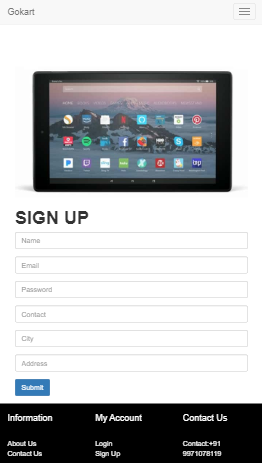 Gokart
SIGN UP
Name
Email
Password
Contact
City
Address
Submit
Information
My Account
Contact Us
About Us
Login
Contact:+91
Contact Us
Sign Up
9971078119